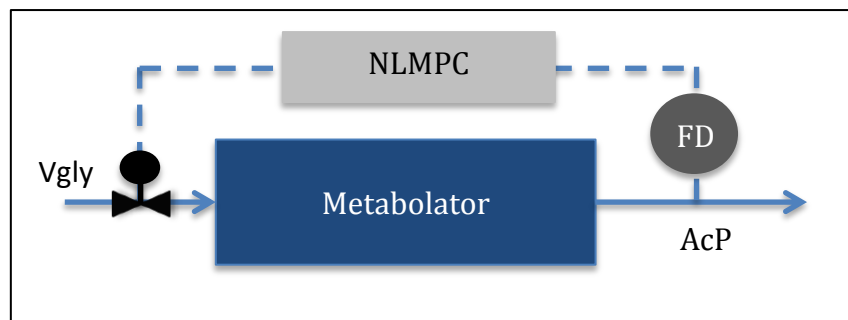 NLMPC
FD
Vgly
Metabolator
AcP